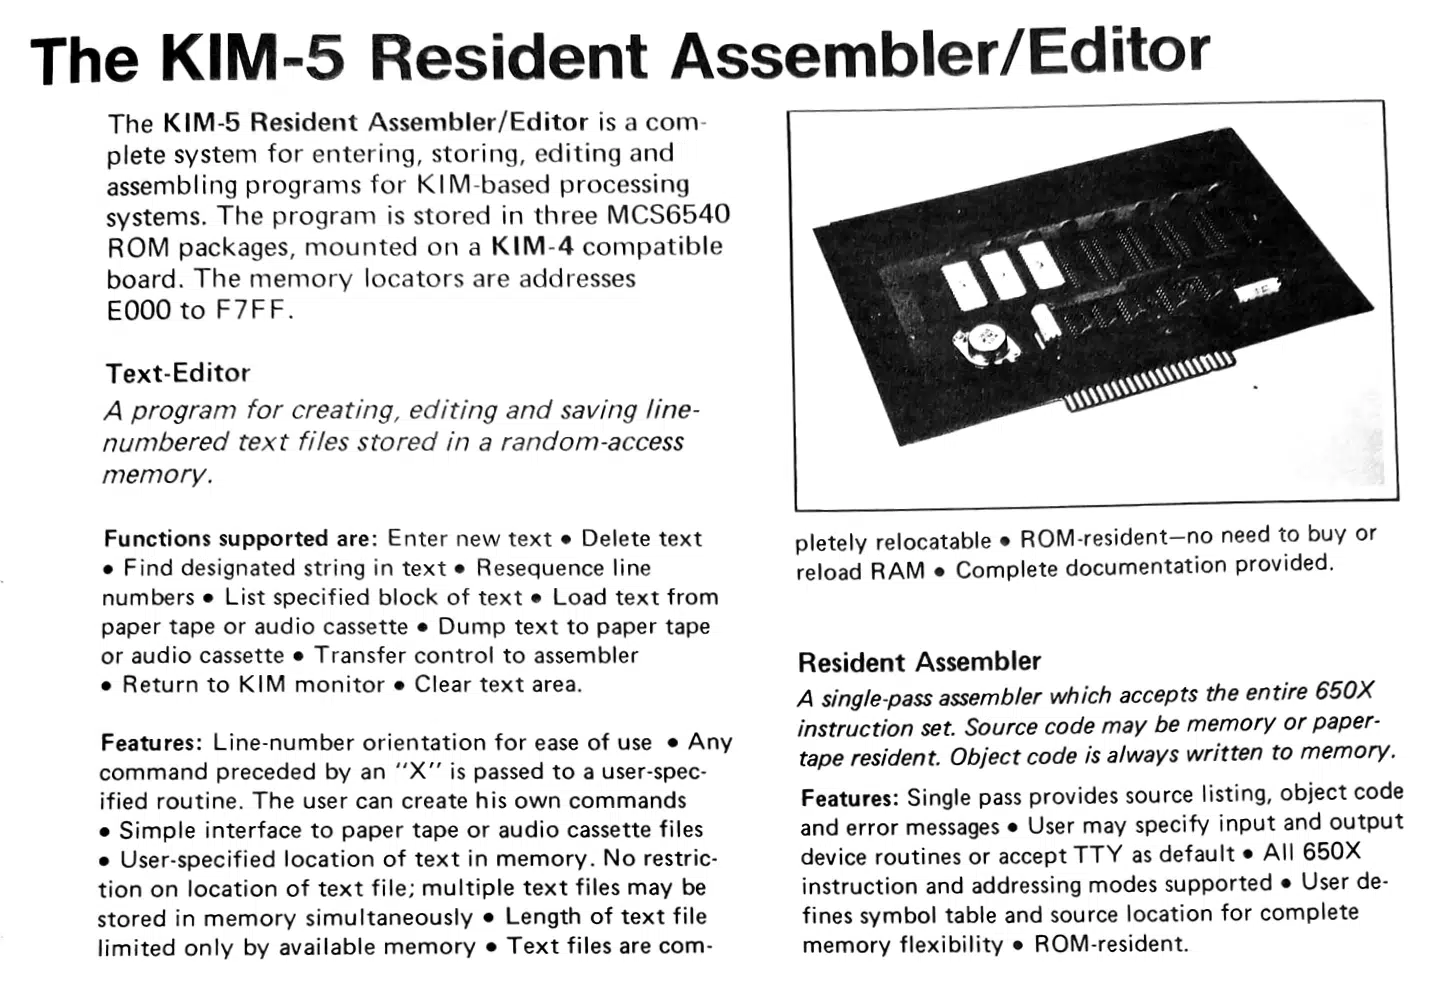 The KIM-5 Resident Assembler/Editor
The KIM-5 Resident Assembler/Editor is a com-
plete system for entering, storing, editing and
assembling programs for KIM-based processing
systems. The program is stored in three MCS6540
ROM packages, mounted on a KIM-4 compatible
board. The memory locators are addresses
E000 to F7FF.
Text-Editor
A program for creating, editing and saving line-
numbered text files stored in a random-access
memory.
Functions supported are: Enter new text • Delete text
• Find designated string in text • Resequence line
numbers • List specified block of text • Load text from
paper tape or audio cassette • Dump text to paper tape
or audio cassette • Transfer control to assembler
• Return to KIM monitor • Clear text area.
Features: Line-number orientation for ease of use • Any
command preceded by an "X" is passed to a user-spec-
ified routine. The user can create his own commands
• Simple interface to paper tape or audio cassette files
• User-specified location of text in memory. No restric-
tion on location of text file; multiple text files may be
stored in memory simultaneously • Length of text file
limited only by available memory • Text files are com-
pletely relocatable • ROM-resident—no need to buy or
reload RAM • Complete documentation provided.
Resident Assembler
A single-pass assembler which accepts the entire 650X
instruction set. Source code may be memory or paper-
tape resident. Object code is always written to memory.
Features: Single pass provides source listing, object code
and error messages • User may specify input and output
device routines or accept TTY as default • All 650X
instruction and addressing modes supported • User de-
fines symbol table and source location for complete
memory flexibility • ROM-resident.